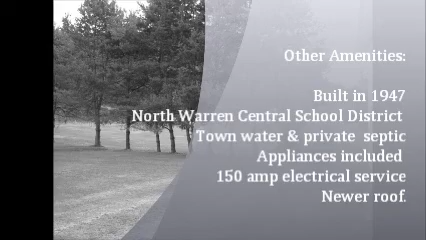 Other Amenities:
Built in 1947
North Warren Central School District
Town water & private septic
Appliances included
150 amp electrical service
Newer roof.